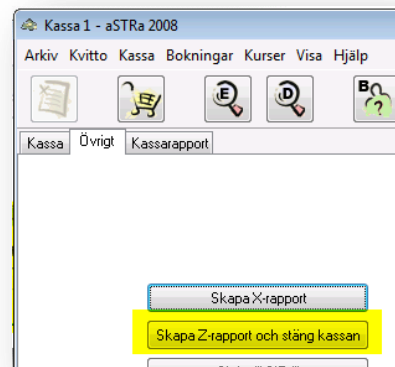 Kassa 1 - aSTRa 2008
Arkiv Kvitto Kassa Bokningar Kurser Visa Hjälp
E D B ?
Kassa Övrigt Kassarapport
Skapa X-rapport
Skapa Z-rapport och stäng kassan